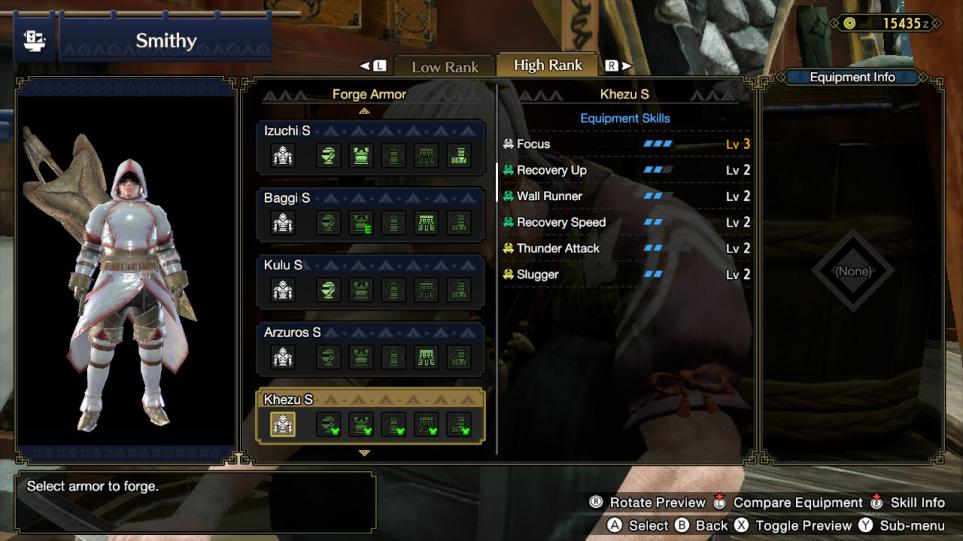 Smithy
15435z
L Low Rank High Rank R
Forge Armor
Izuchi S
Baggi S
E
Kulu S
Arzuros S
Khezu S
Khezu S
Equipment Skills
Focus Lv 3
Recovery Up Lv 2
Wall Runner Lv 2
Recovery Speed Lv 2
Thunder Attack Lv 2
Slugger Lv 2
Equipment Info
(None)
Select armor to forge.
R Rotate Preview L Compare Equipment R Skill Info
A Select B Back X Toggle Preview Y Sub-menu